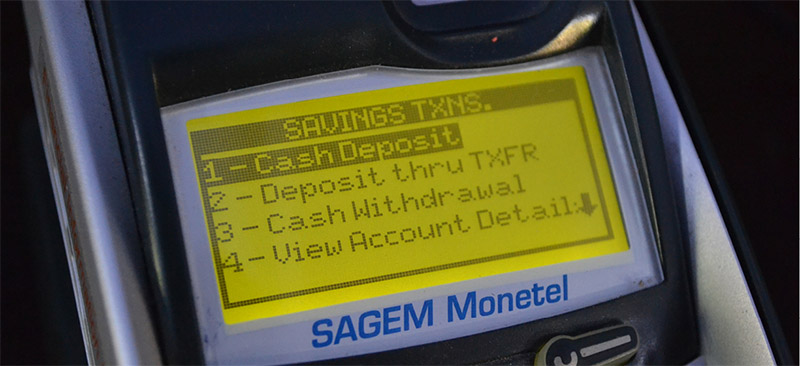 SAVINGS TXNS.
1 - Cash Deposit
2 - Deposit thru TXFR
3 - Cash Withdrawal
4 - View Account Detail
SAGEM Monetel